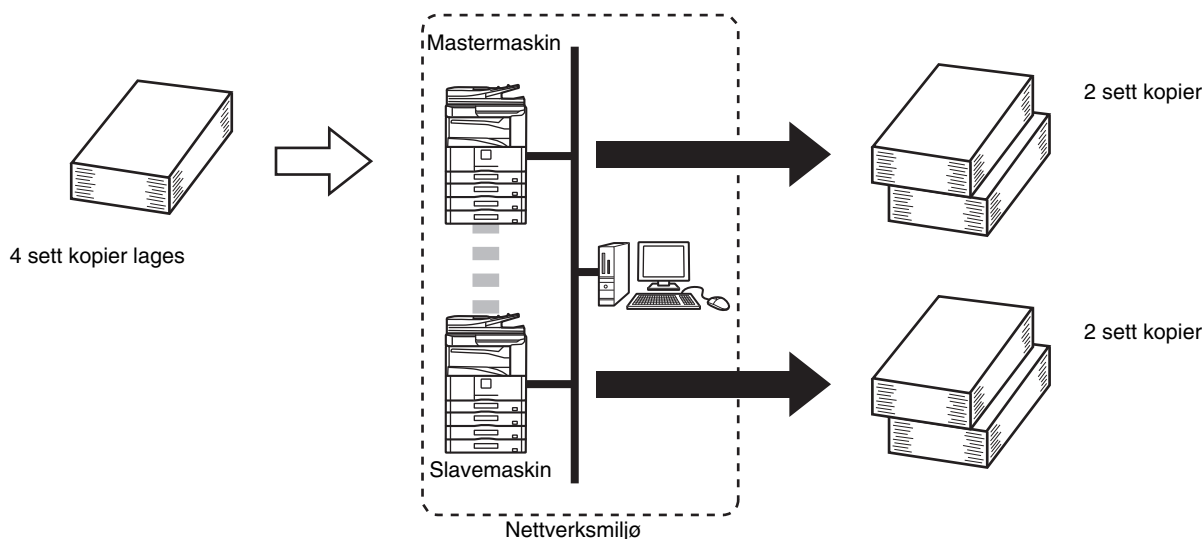 Mastermaskin
2 sett kopier
4 sett kopier lages
2 sett kopier
Slavemaskin
Nettverksmiljø